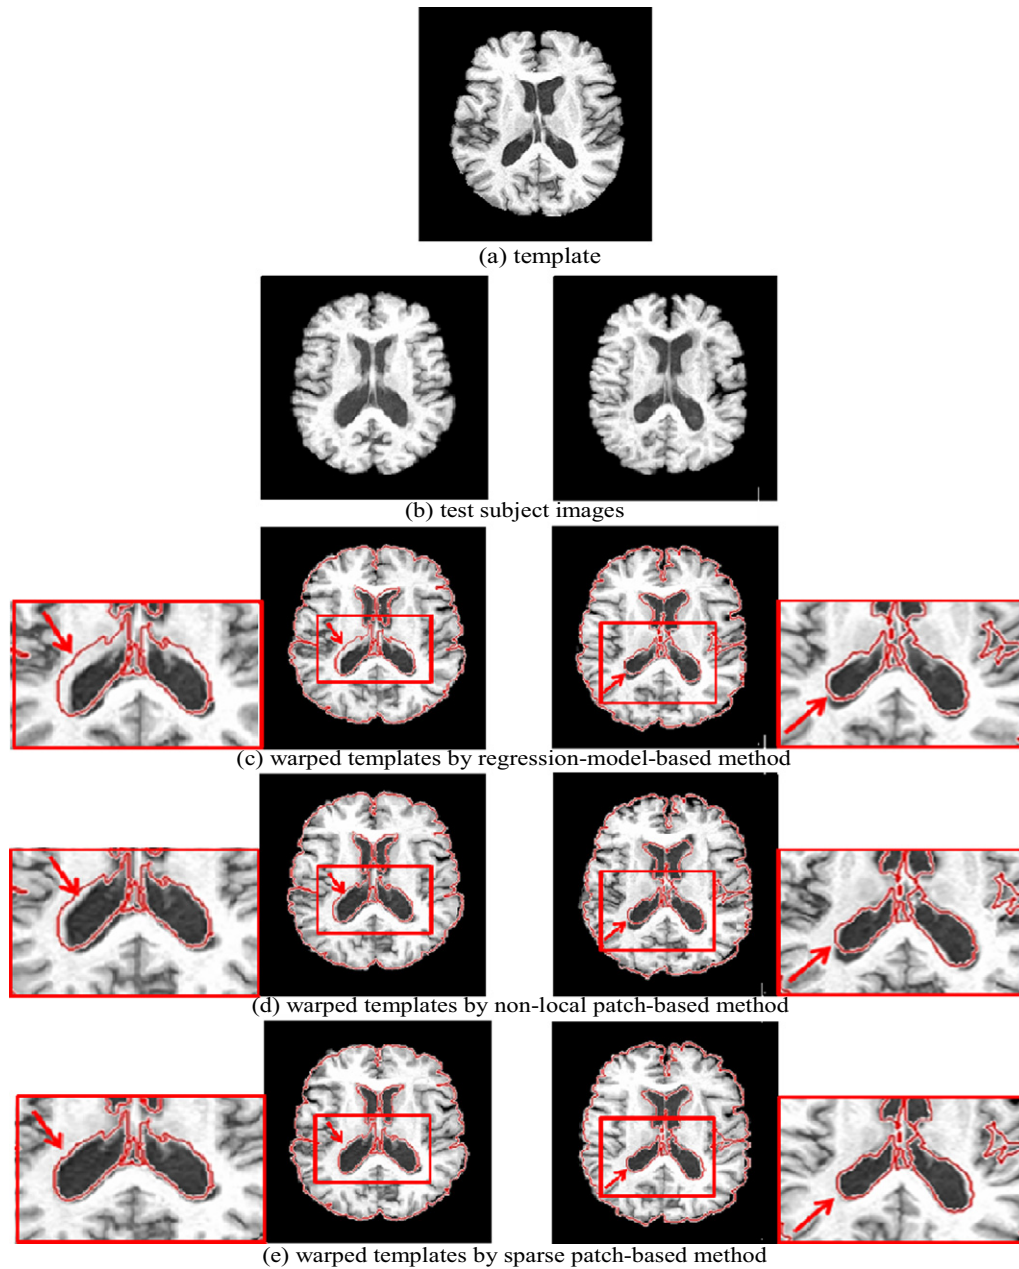 (a) template
(b) test subject images
(c) warped templates by regression-model-based method
(d) warped templates by non-local patch-based method
(e) warped templates by sparse patch-based method